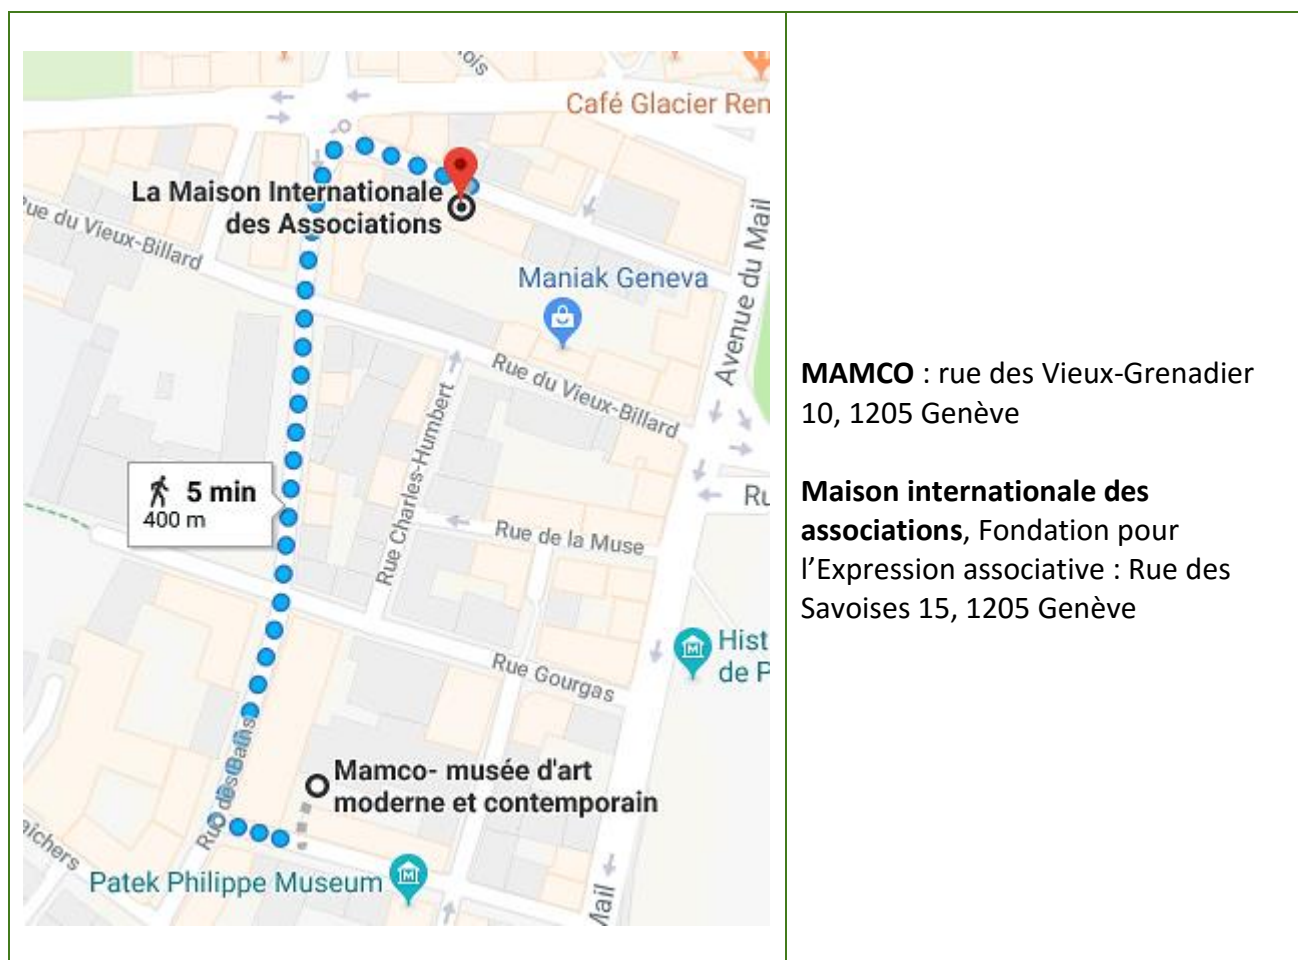 ois
Café Glacier Ren
La Maison Internationale
des Associations
Rue du Vieux-Billard
Avenue du Mail
Maniak Geneva
Rue du Vieux-Billard
Rue Charles-Humbert
5 min
400 m
Ru
Rue de la Muse
Hist
de P
Rue Gourgas
Rue des Bains
Mamco- musée d'art
moderne et contemporain
aîchers
Patek Philippe Museum
Mail
MAMCO : rue des Vieux-Grenadier
10, 1205 Genève
Maison internationale des
associations, Fondation pour
l’Expression associative : Rue des
Savoises 15, 1205 Genève